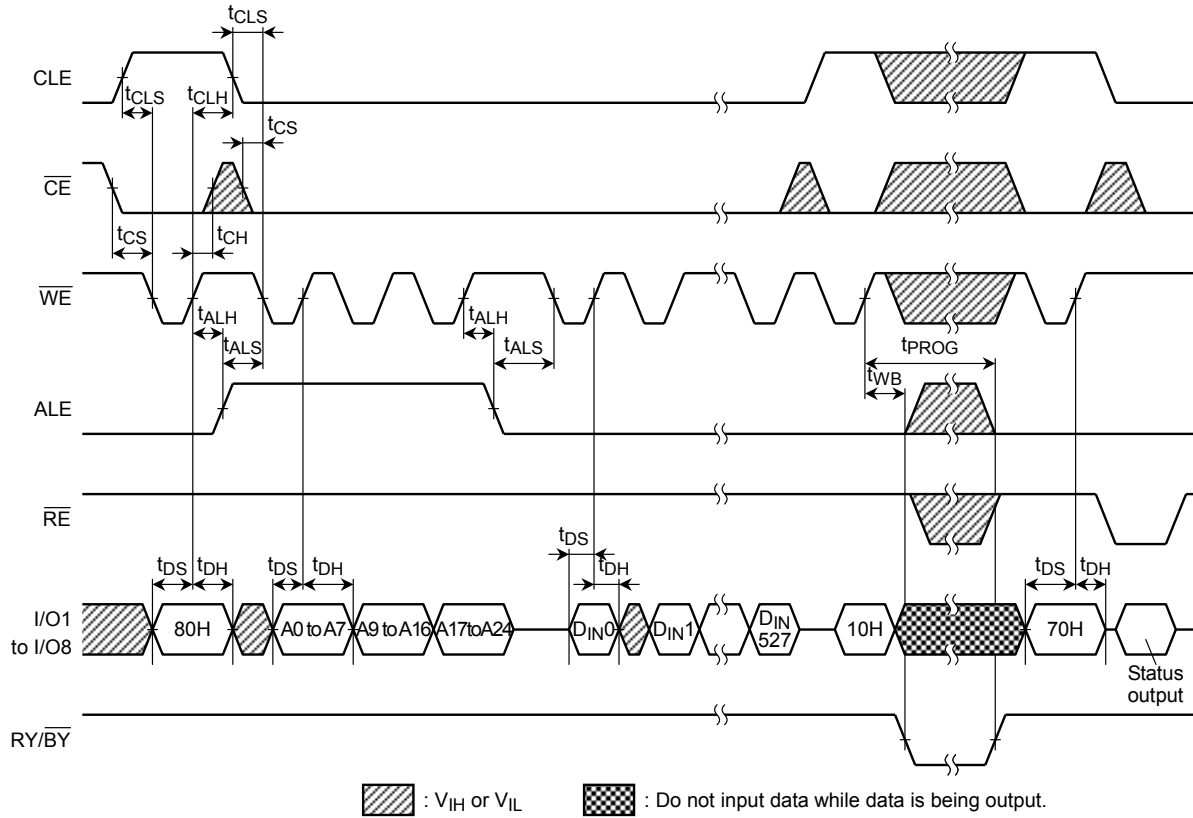 tCLS
CLE
tCLS
tCLH
tCS
CE
tCS
tCH
WE
tALH
tALS
tALH
tALS
tPROG
tWB
ALE
RE
tDS
tDH
tDS
tDH
tDS
tDH
tDS
tDH
I/O1
to I/O8
80H
A0 to A7
A9 to A16
A17 to A24
DIN0
DIN1
DIN
527
10H
70H
Status
output
RY/BY
: VIH or VIL
: Do not input data while data is being output.